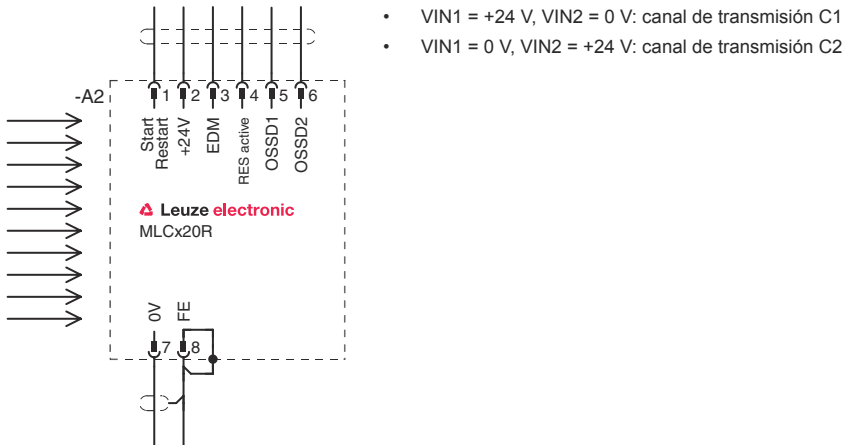 • VIN1 = +24 V, VIN2 = 0 V: canal de transmisión C1
• VIN1 = 0 V, VIN2 = +24 V: canal de transmisión C2
-A2
1 2 3 4 5 6
Start
Restart
+24V
EDM
RES active
OSSD1
OSSD2
Leuze electronic
MLCx20R
0V
FE
7 8